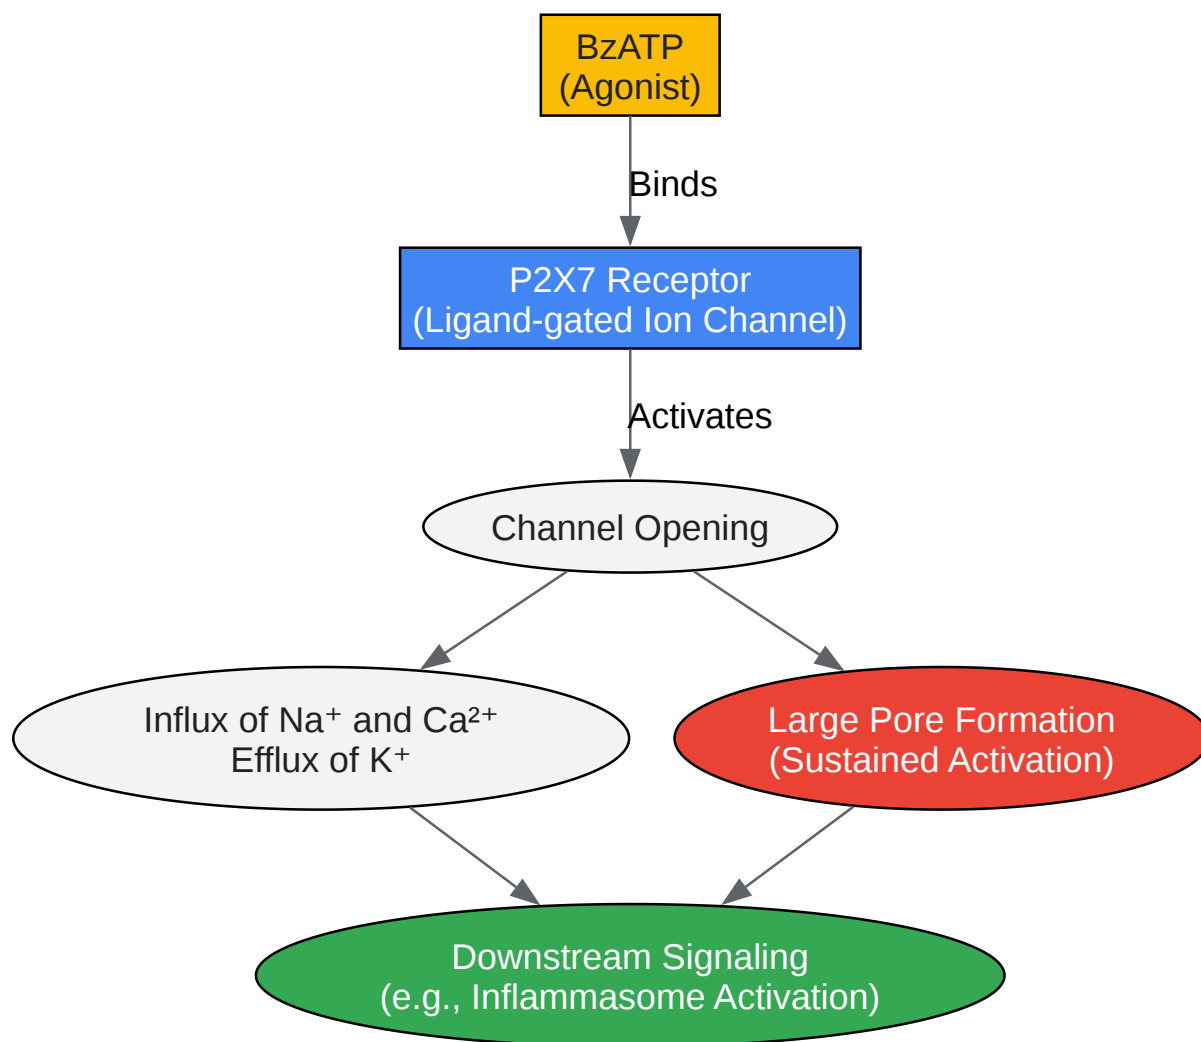 BzATP
(Agonist)
Binds
P2X7 Receptor
(Ligand-gated Ion Channel)
Activates
Channel Opening
Influx of Na⁺ and Ca²⁺
Efflux of K⁺
Large Pore Formation
(Sustained Activation)
Downstream Signaling
(e.g., Inflammasome Activation)